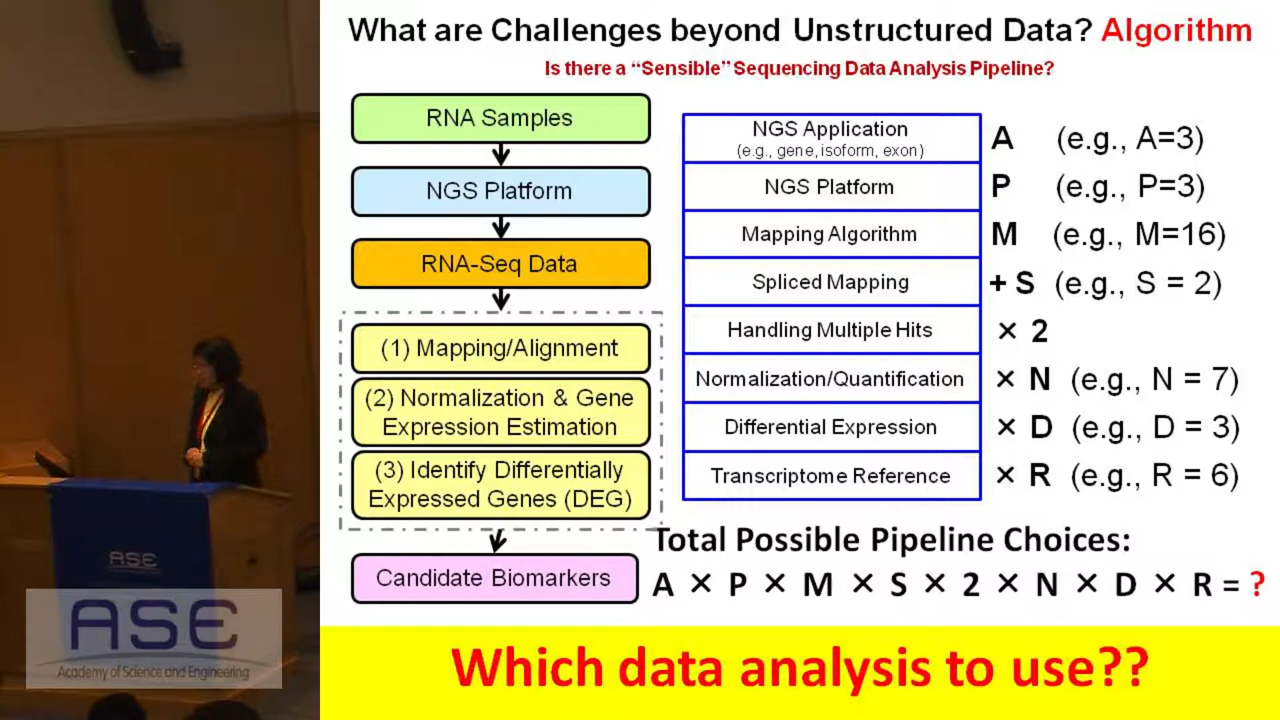 What are Challenges beyond Unstructured Data? Algorithm
Is there a “Sensible” Sequencing Data Analysis Pipeline?
RNA Samples
NGS Platform
RNA-Seq Data
(1) Mapping/Alignment
(2) Normalization & Gene
Expression Estimation
(3) Identify Differentially
Expressed Genes (DEG)
Candidate Biomarkers
NGS Application
(e.g., gene, isoform, exon)
A (e.g., A=3)
NGS Platform
P (e.g., P=3)
Mapping Algorithm
M (e.g., M=16)
Spliced Mapping
+ S (e.g., S = 2)
Handling Multiple Hits
× 2
Normalization/Quantification
× N (e.g., N = 7)
Differential Expression
× D (e.g., D = 3)
Transcriptome Reference
× R (e.g., R = 6)
Total Possible Pipeline Choices:
A × P × M × S × 2 × N × D × R = ?
Which data analysis to use??
ASE
ASE
Academy of Science and Engineering